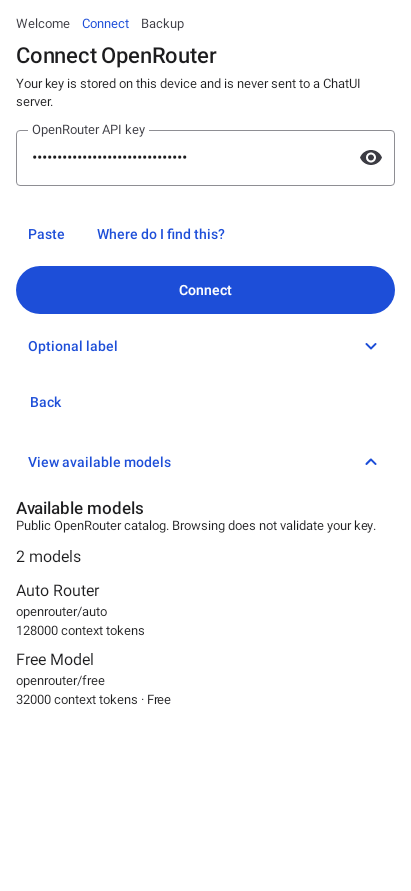 Welcome Connect Backup
Connect OpenRouter
Your key is stored on this device and is never sent to a ChatUI
server.
OpenRouter API key
•••••••••••••••••••••••••••••••
Paste Where do I find this?
Connect
Optional label
Back
View available models
Available models
Public OpenRouter catalog. Browsing does not validate your key.
2 models
Auto Router
openrouter/auto
128000 context tokens
Free Model
openrouter/free
32000 context tokens · Free